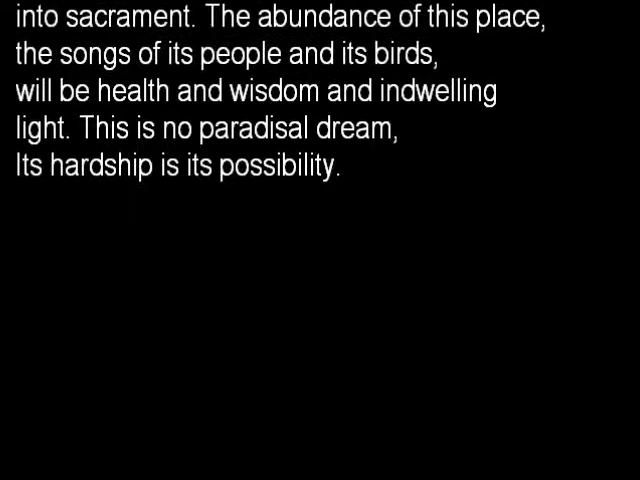 into sacrament. The abundance of this place,
the songs of its people and its birds,
will be health and wisdom and indwelling
light. This is no paradisal dream,
Its hardship is its possibility.